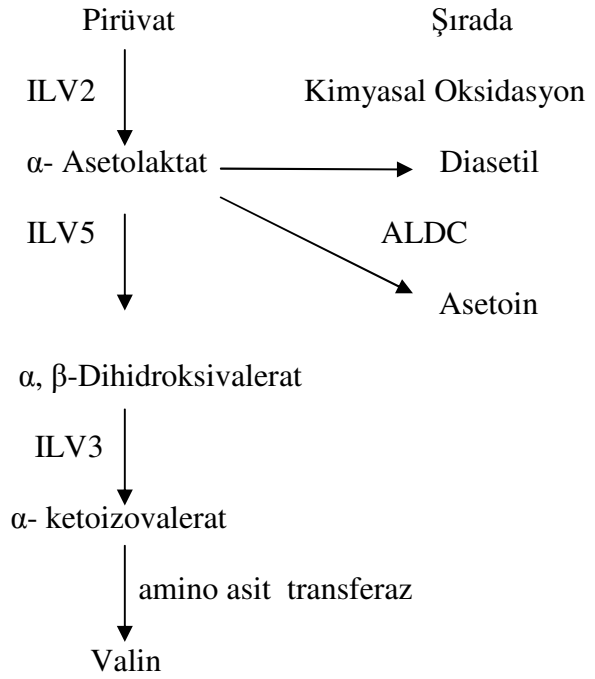 Pirüvat Şırada
ILV2 Kimyasal Oksidasyon
α- Asetolaktat Diasetil
ILV5 ALDC
Asetoin
α, β-Dihidroksivalerat
ILV3
α- ketoizovalerat
amino asit transferaz
Valin